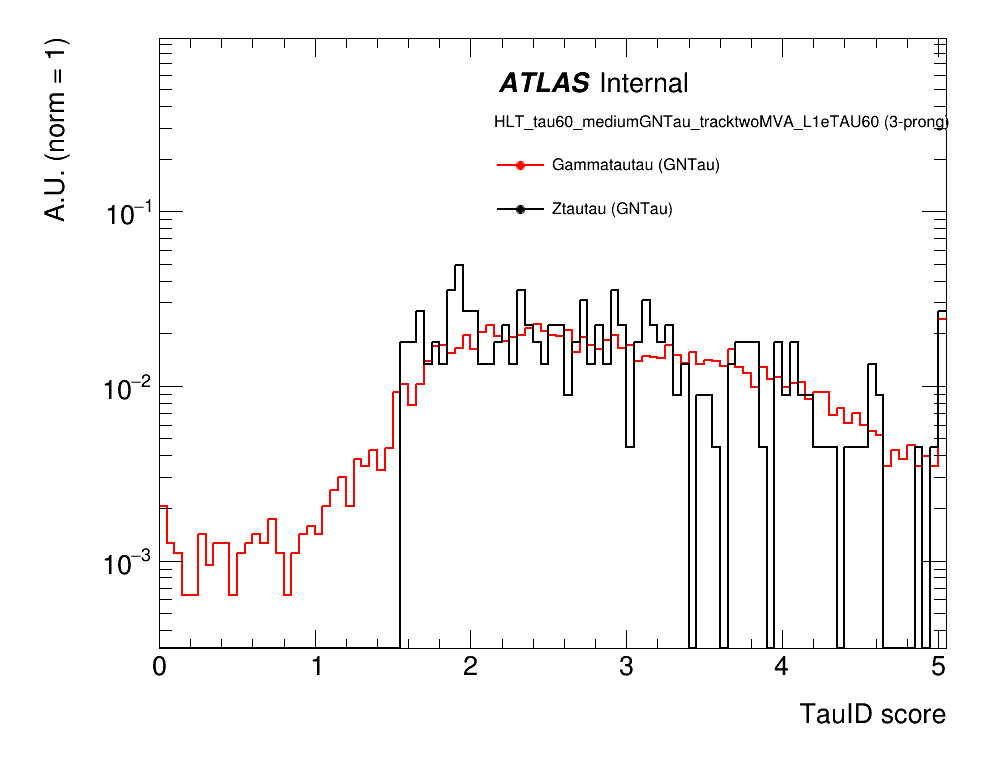 A.U. (norm = 1)
ATLAS Internal
HLT_tau60_mediumGNTau_tracktwoMVA_L1eTAU60 (3-prong)
Gammatautau (GNTau)
Ztautau (GNTau)
10⁻¹
10⁻²
10⁻³
0 1 2 3 4 5
TauID score